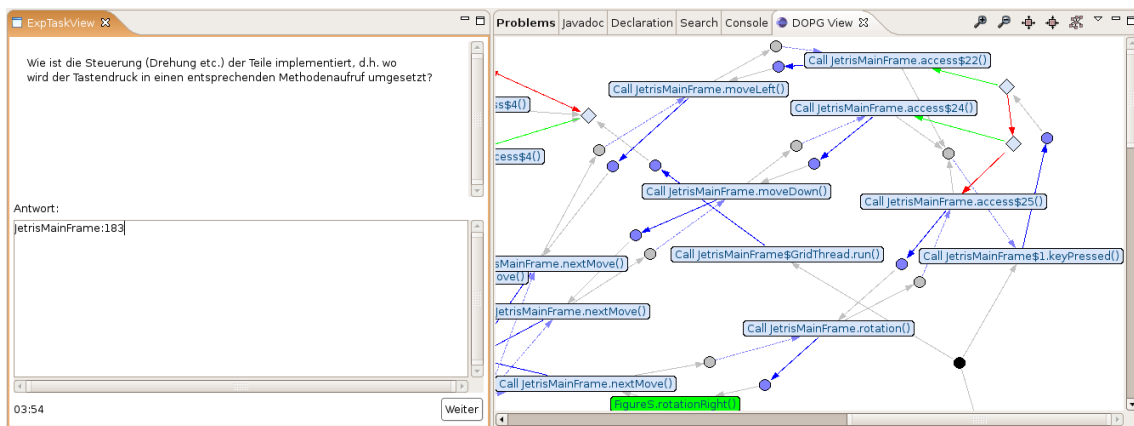 ExpTaskView
Wie ist die Steuerung (Drehung etc.) der Teile implementiert, d.h. wo
wird der Tastendruck in einen entsprechenden Methodenaufruf umgesetzt?
Antwort:
JetrisMainFrame:183
03:54
Weiter
Problems Javadoc Declaration Search Console DOPG View
Call JetrisMainFrame.access$22()
Call JetrisMainFrame.moveLeft()
ss$4()
Call JetrisMainFrame.access$24()
cess$4()
Call JetrisMainFrame.moveDown()
Call JetrisMainFrame.access$25()
Call JetrisMainFrame$GridThread.run()
Call JetrisMainFrame$1.keyPressed()
isMainFrame.nextMove()
ove()
JetrisMainFrame.nextMove()
Call JetrisMainFrame.rotation()
Call JetrisMainFrame.nextMove()
FigureS.rotationRight()